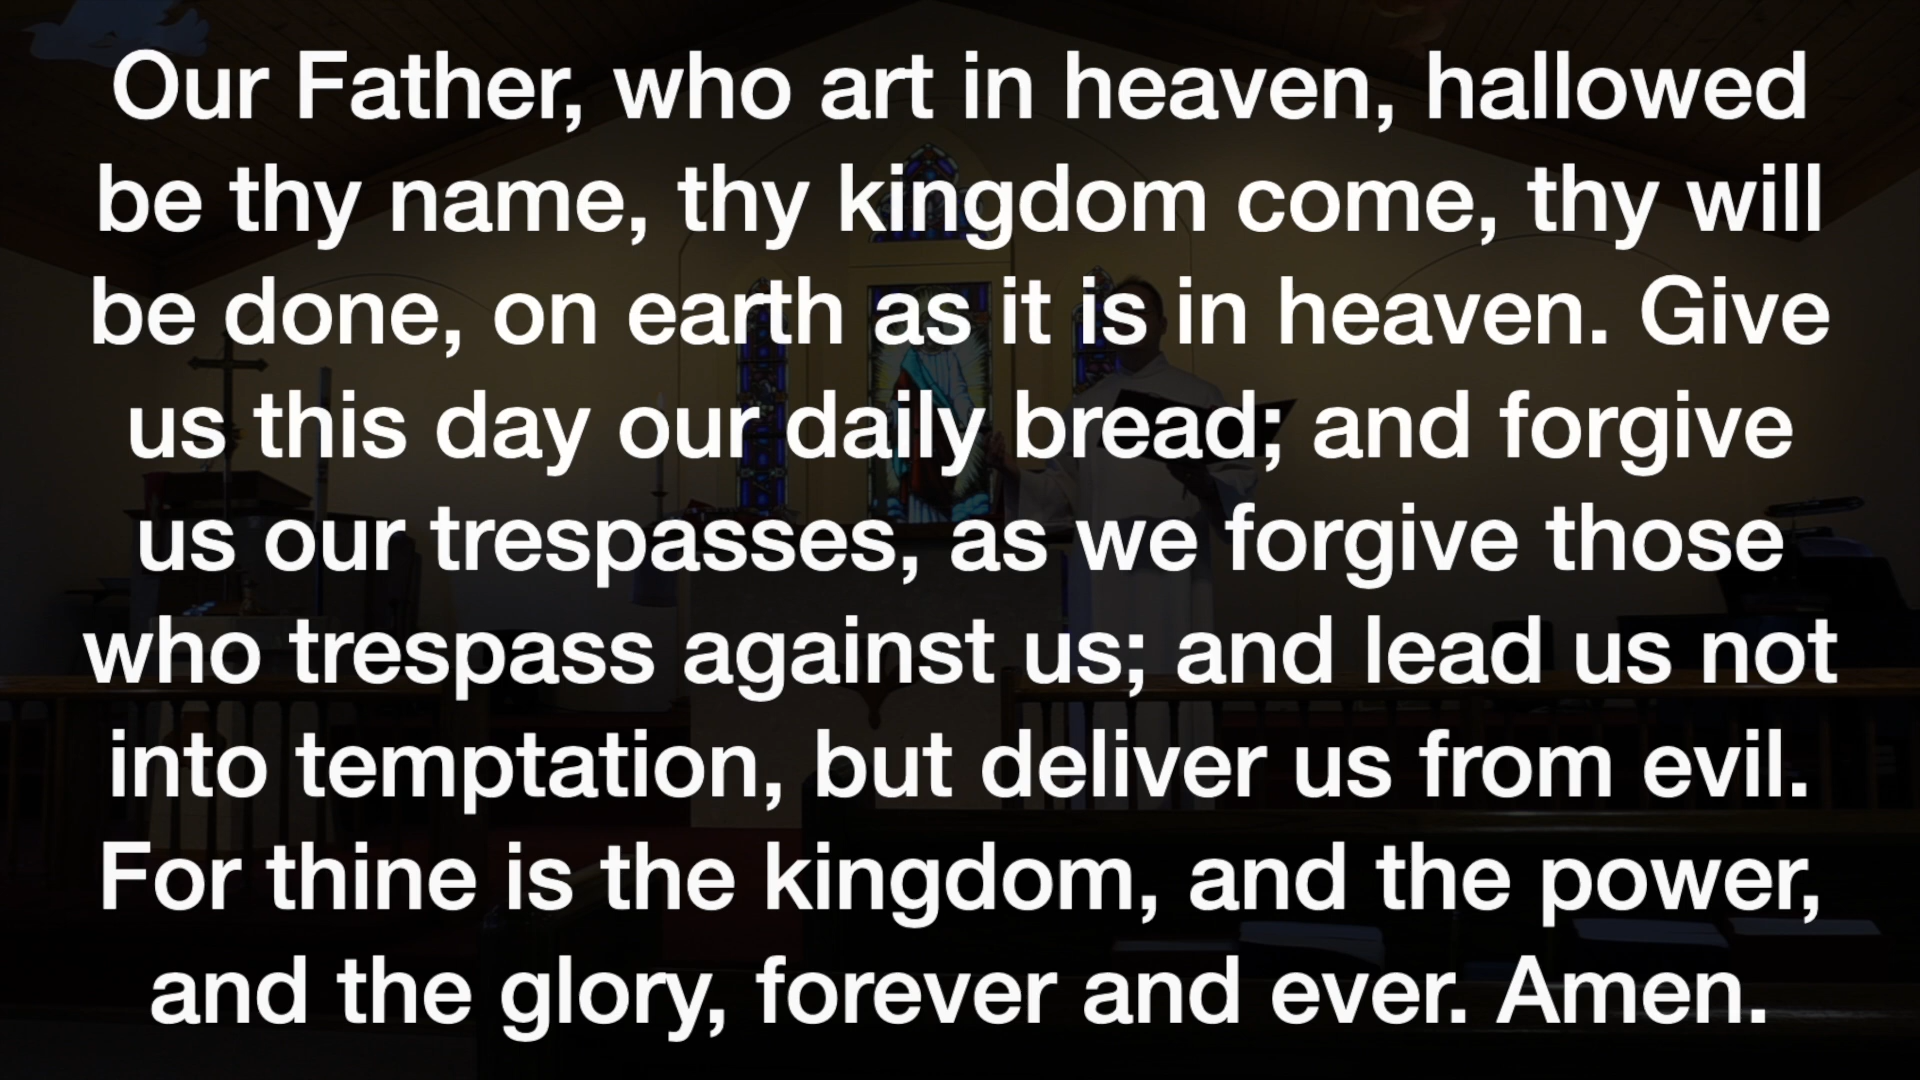 Our Father, who art in heaven, hallowed
be thy name, thy kingdom come, thy will
be done, on earth as it is in heaven. Give
us this day our daily bread; and forgive
us our trespasses, as we forgive those
who trespass against us; and lead us not
into temptation, but deliver us from evil.
For thine is the kingdom, and the power,
and the glory, forever and ever. Amen.